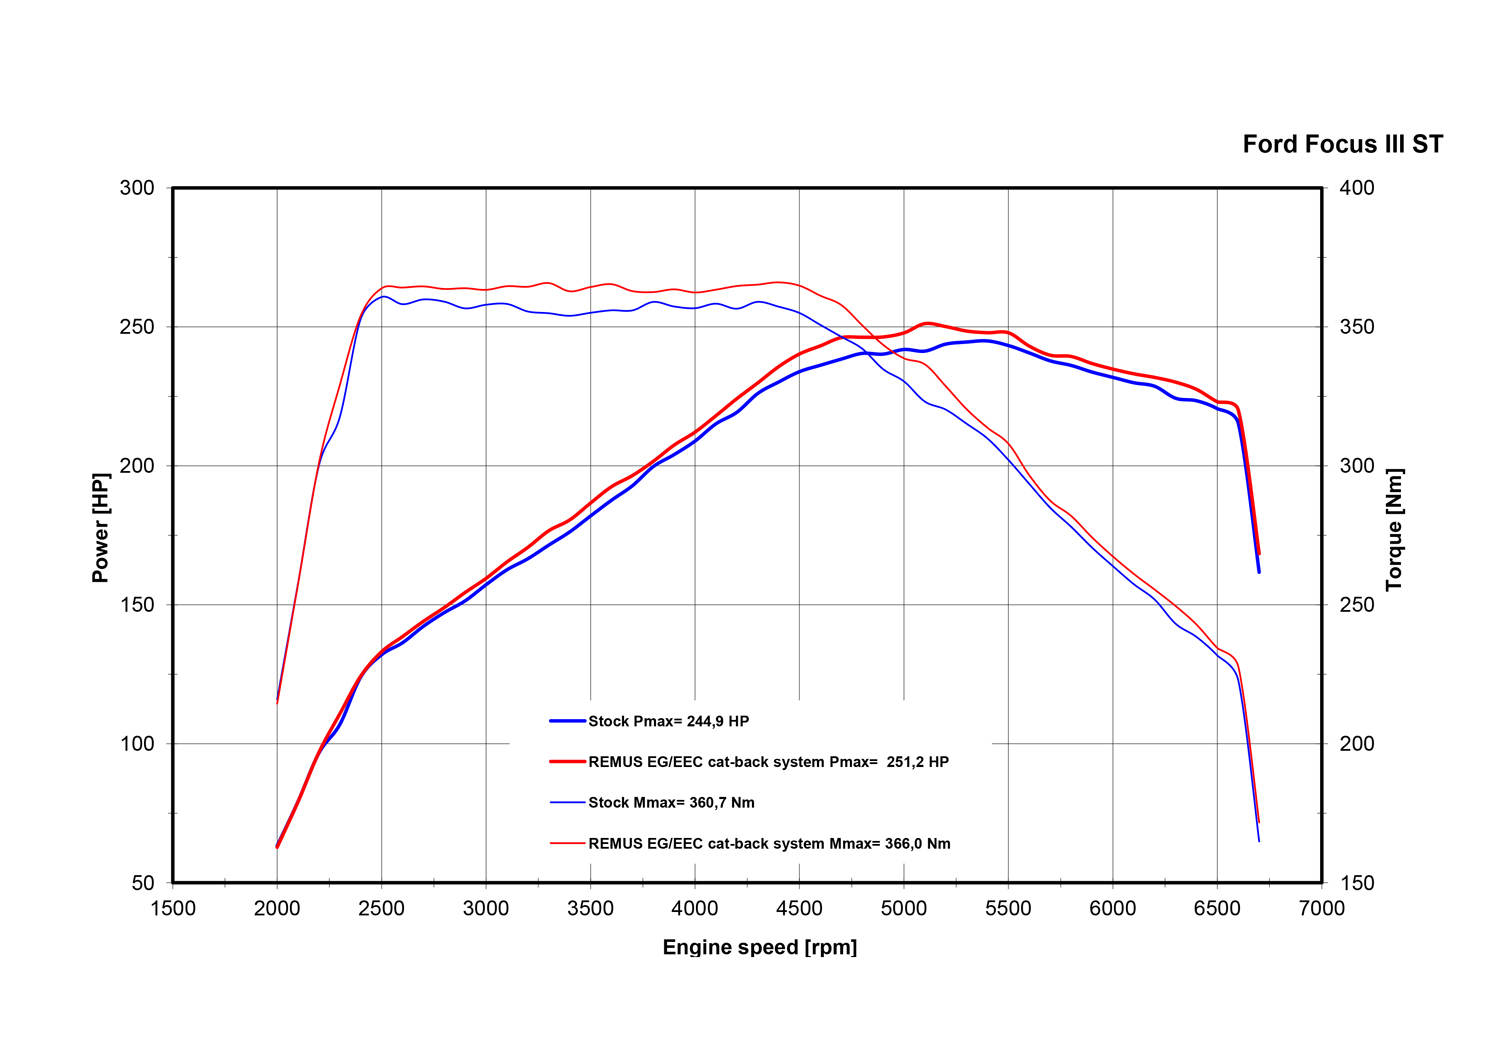 Ford Focus III ST
300
250
200
150
100
50
Power [HP]
400
350
300
250
200
150
Torque [Nm]
Stock Pmax= 244,9 HP
REMUS EG/EEC cat-back system Pmax=  251,2 HP
Stock Mmax= 360,7 Nm
REMUS EG/EEC cat-back system Mmax= 366,0 Nm
1500 2000 2500 3000 3500 4000 4500 5000 5500 6000 6500 7000
Engine speed [rpm]